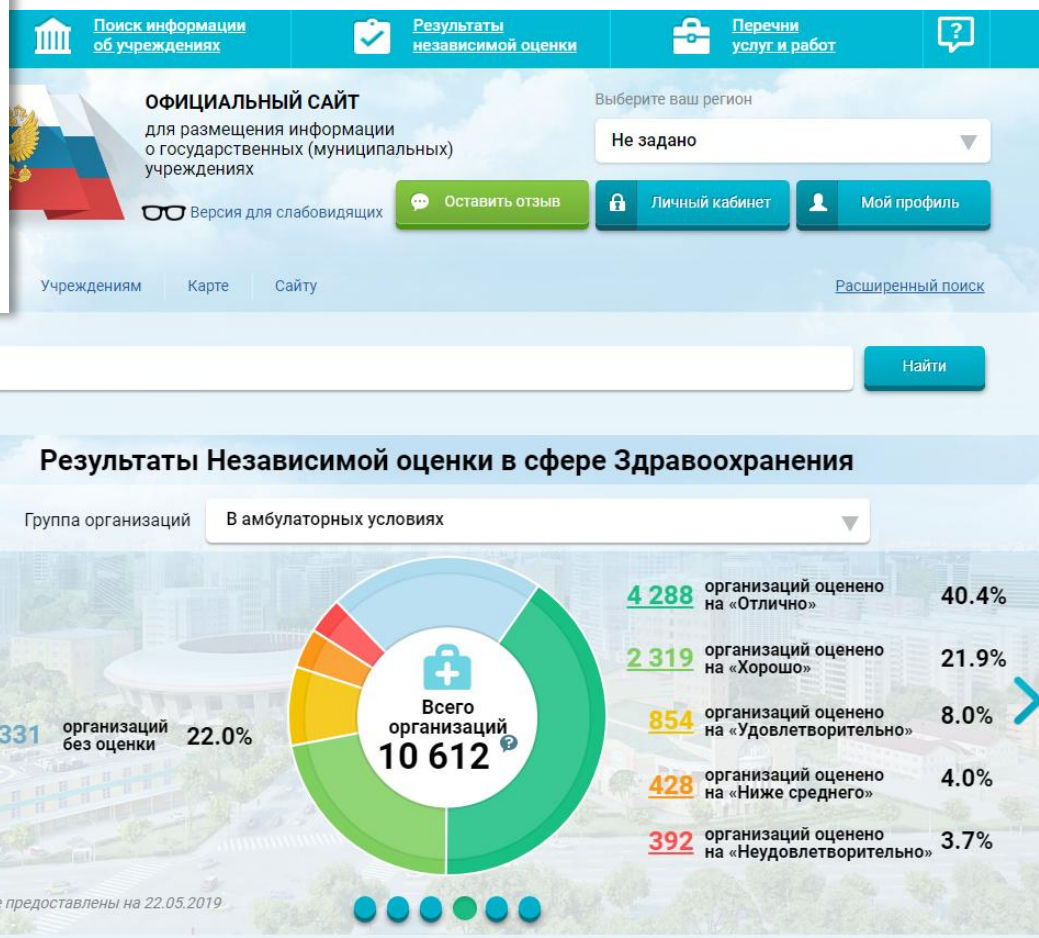 Поиск информации
об учреждениях
Результаты
независимой оценки
Перечни
услуг и работ
ОФИЦИАЛЬНЫЙ САЙТ
для размещения информации
о государственных (муниципальных)
учреждениях
Версия для слабовидящих
Оставить отзыв
Выберите ваш регион
Не задано
Личный кабинет
Мой профиль
Учреждениям Карте Сайту
Расширенный поиск
Найти
Результаты Независимой оценки в сфере Здравоохранения
Группа организаций В амбулаторных условиях
331 организаций
без оценки 22.0%
Всего
организаций
10 612
4 288 организаций оценено
на «Отлично» 40.4%
2 319 организаций оценено
на «Хорошо» 21.9%
854 организаций оценено
на «Удовлетворительно» 8.0%
428 организаций оценено
на «Ниже среднего» 4.0%
392 организаций оценено
на «Неудовлетворительно» 3.7%
предоставлены на 22.05.2019